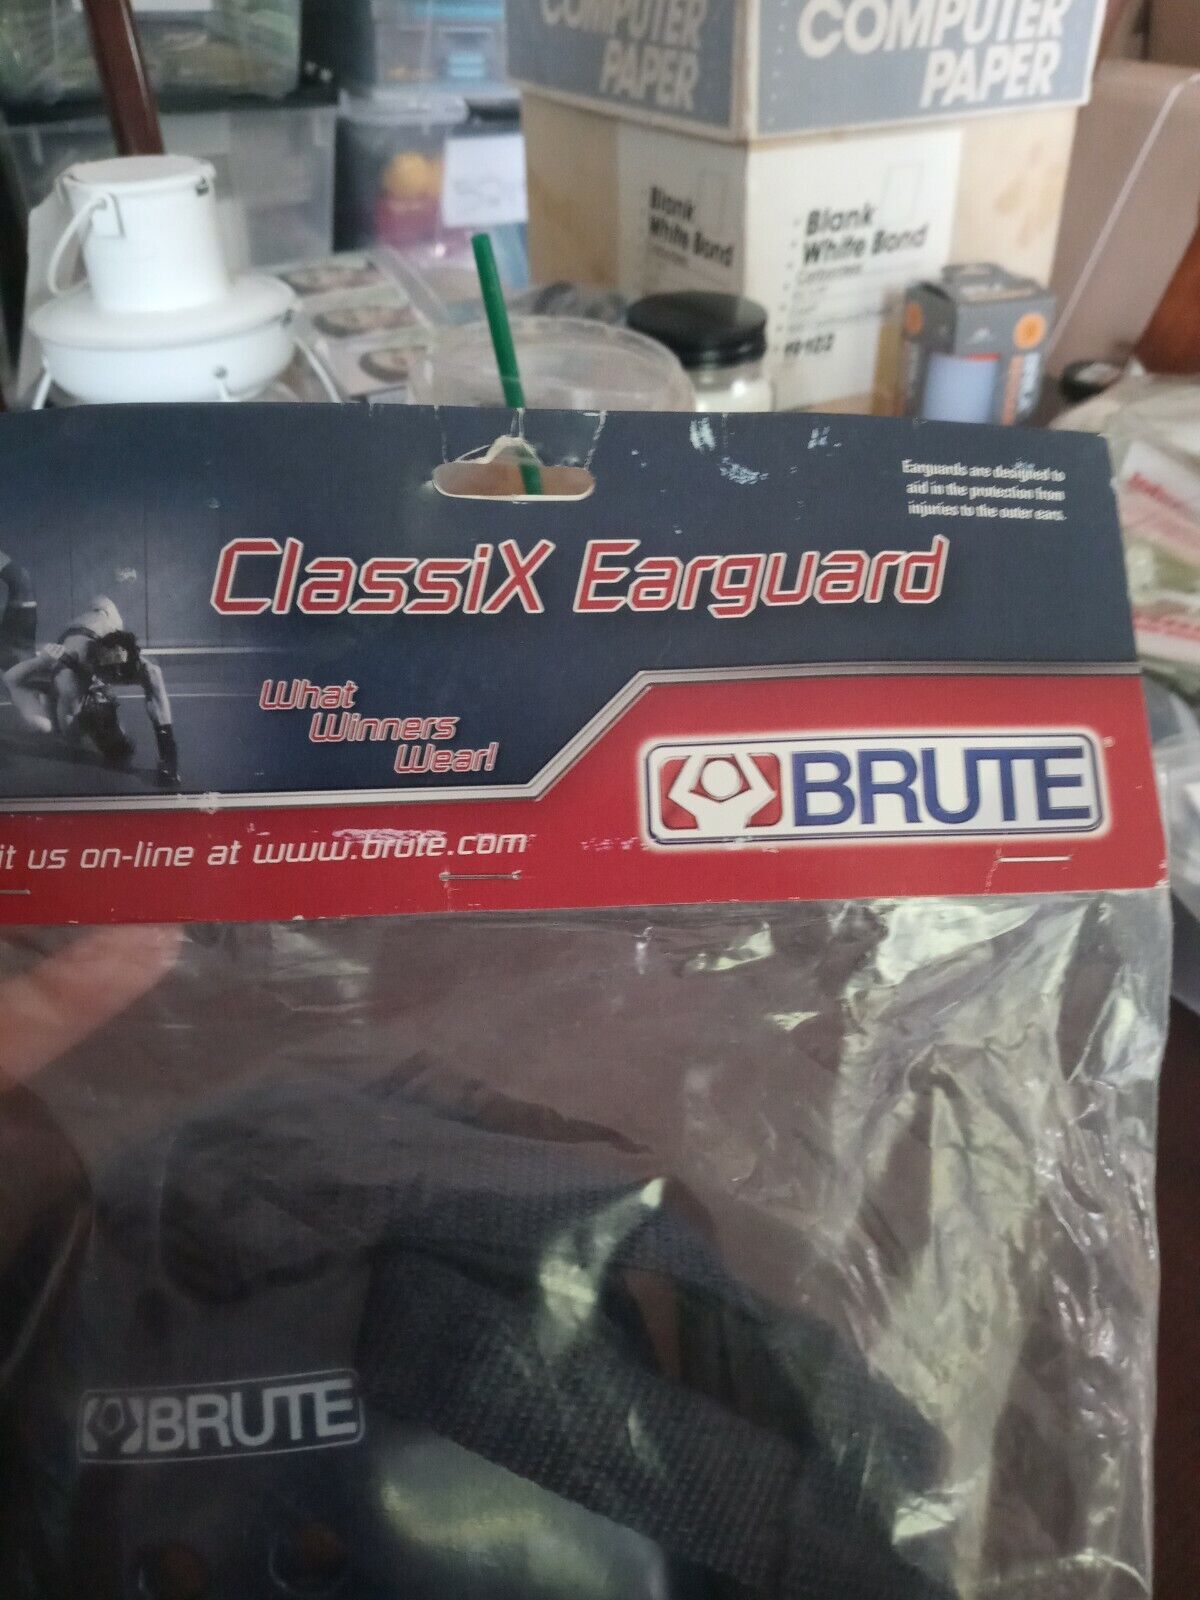 COMPUTER
PAPER
COMPUTER
PAPER
Blank
White Bond
Blank
White Bond
Earguards are designed to
aid in the protection from
injuries to the outer ears.
ClassiX Earguard
What
Winners
Wear!
BRUTE
it us on-line at www.brute.com
BRUTE